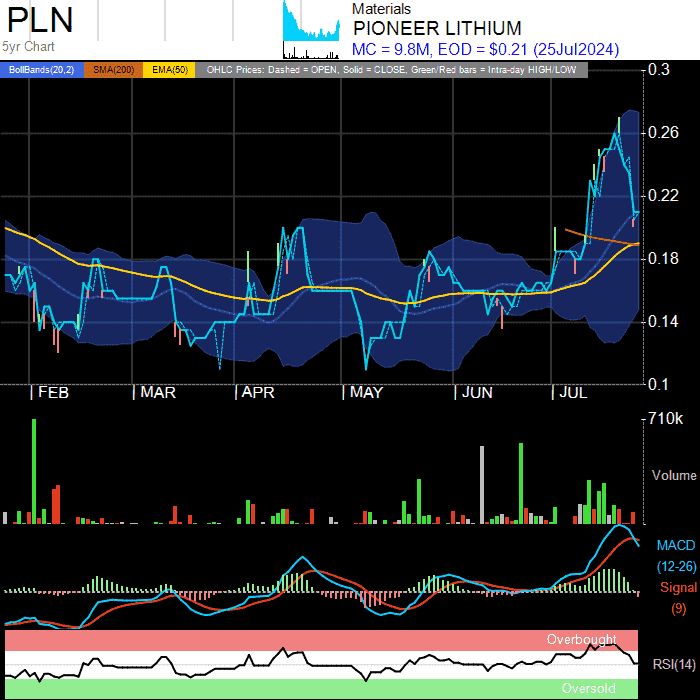 PLN
5yr Chart
Materials
PIONEER LITHIUM
MC = 9.8M, EOD = $0.21 (25Jul2024)
BollBands(20,2) SMA(200) EMA(50) OHLC Prices: Dashed = OPEN, Solid = CLOSE, Green/Red bars = Intra-day HIGH/LOW
0.3
0.26
0.22
0.18
0.14
0.1
FEB MAR APR MAY JUN JUL
710k
Volume
MACD
(12-26)
Signal
(9)
Overbought
RSI(14)
Oversold